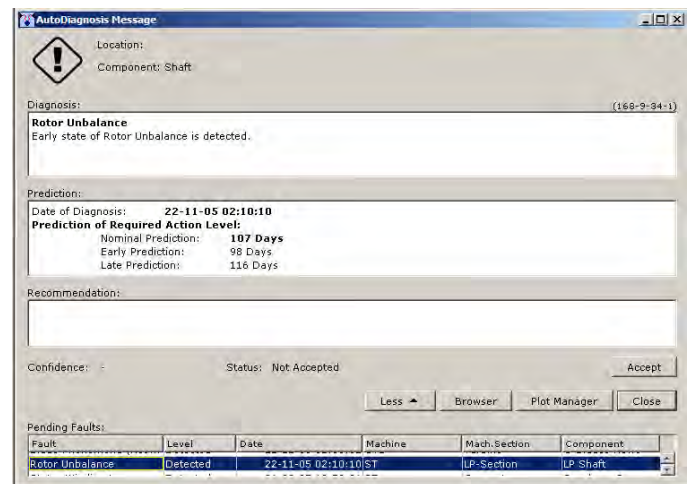 AutoDiagnosis Message
Location:
Component: Shaft
Diagnosis: (168-9-34-1)
Rotor Unbalance
Early state of Rotor Unbalance is detected.
Prediction:
Date of Diagnosis: 22-11-05 02:10:10
Prediction of Required Action Level:
Nominal Prediction: 107 Days
Early Prediction: 98 Days
Late Prediction: 116 Days
Recommendation:
Confidence: - Status: Not Accepted Accept
Less Browser Plot Manager Close
Pending Faults:
Fault Level Date Machine Mach.Section Component
Rotor Unbalance Detected 22-11-05 02:10:10 ST LP-Section LP Shaft